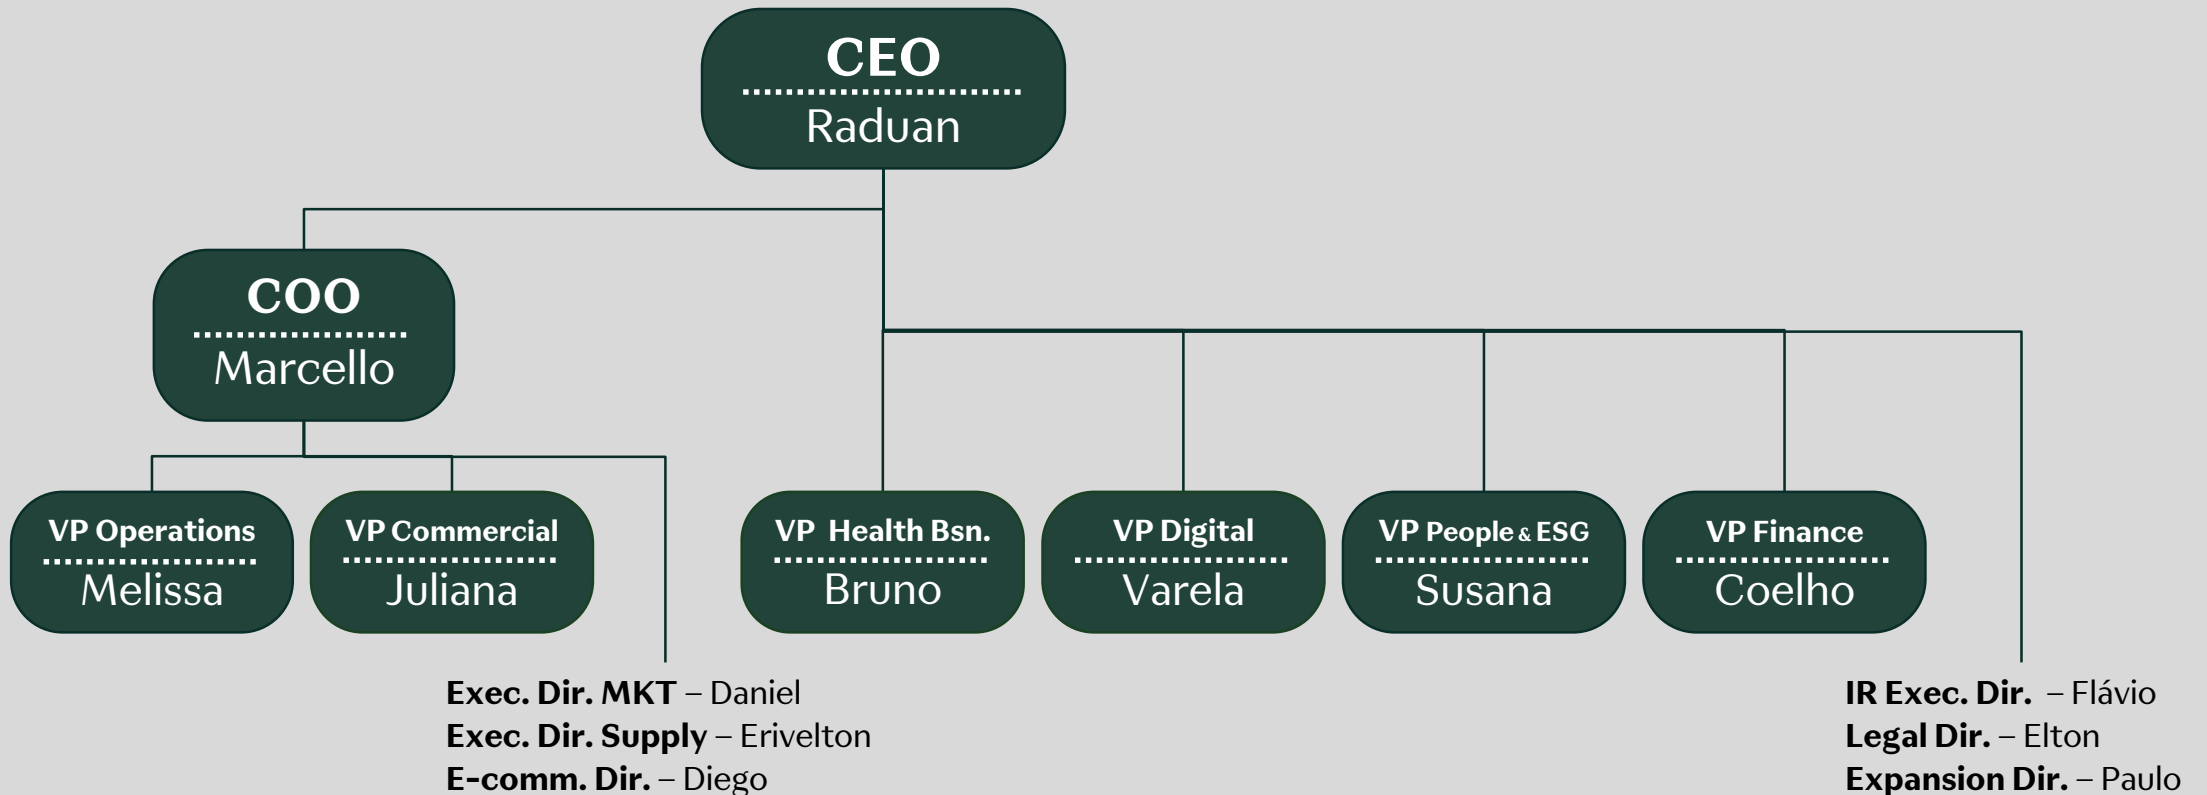 CEO
Raduan
COO
Marcello
VP Operations
Melissa
VP Commercial
Juliana
VP Health Bsn.
Bruno
VP Digital
Varela
VP People & ESG
Susana
VP Finance
Coelho
Exec. Dir. MKT – Daniel
Exec. Dir. Supply – Erivelton
E-comm. Dir. – Diego
IR Exec. Dir. – Flávio
Legal Dir. – Elton
Expansion Dir. – Paulo